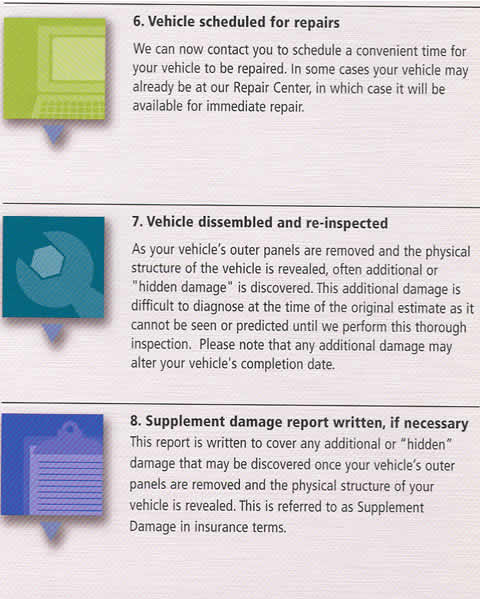 6. Vehicle scheduled for repairs
We can now contact you to schedule a convenient time for
your vehicle to be repaired. In some cases your vehicle may
already be at our Repair Center, in which case it will be
available for immediate repair.
7. Vehicle dissembled and re-inspected
As your vehicle's outer panels are removed and the physical
structure of the vehicle is revealed, often additional or
"hidden damage" is discovered. This additional damage is
difficult to diagnose at the time of the original estimate as it
cannot be seen or predicted until we perform this thorough
inspection. Please note that any additional damage may
alter your vehicle's completion date.
8. Supplement damage report written, if necessary
This report is written to cover any additional or “hidden”
damage that may be discovered once your vehicle's outer
panels are removed and the physical structure of your
vehicle is revealed. This is referred to as Supplement
Damage in insurance terms.